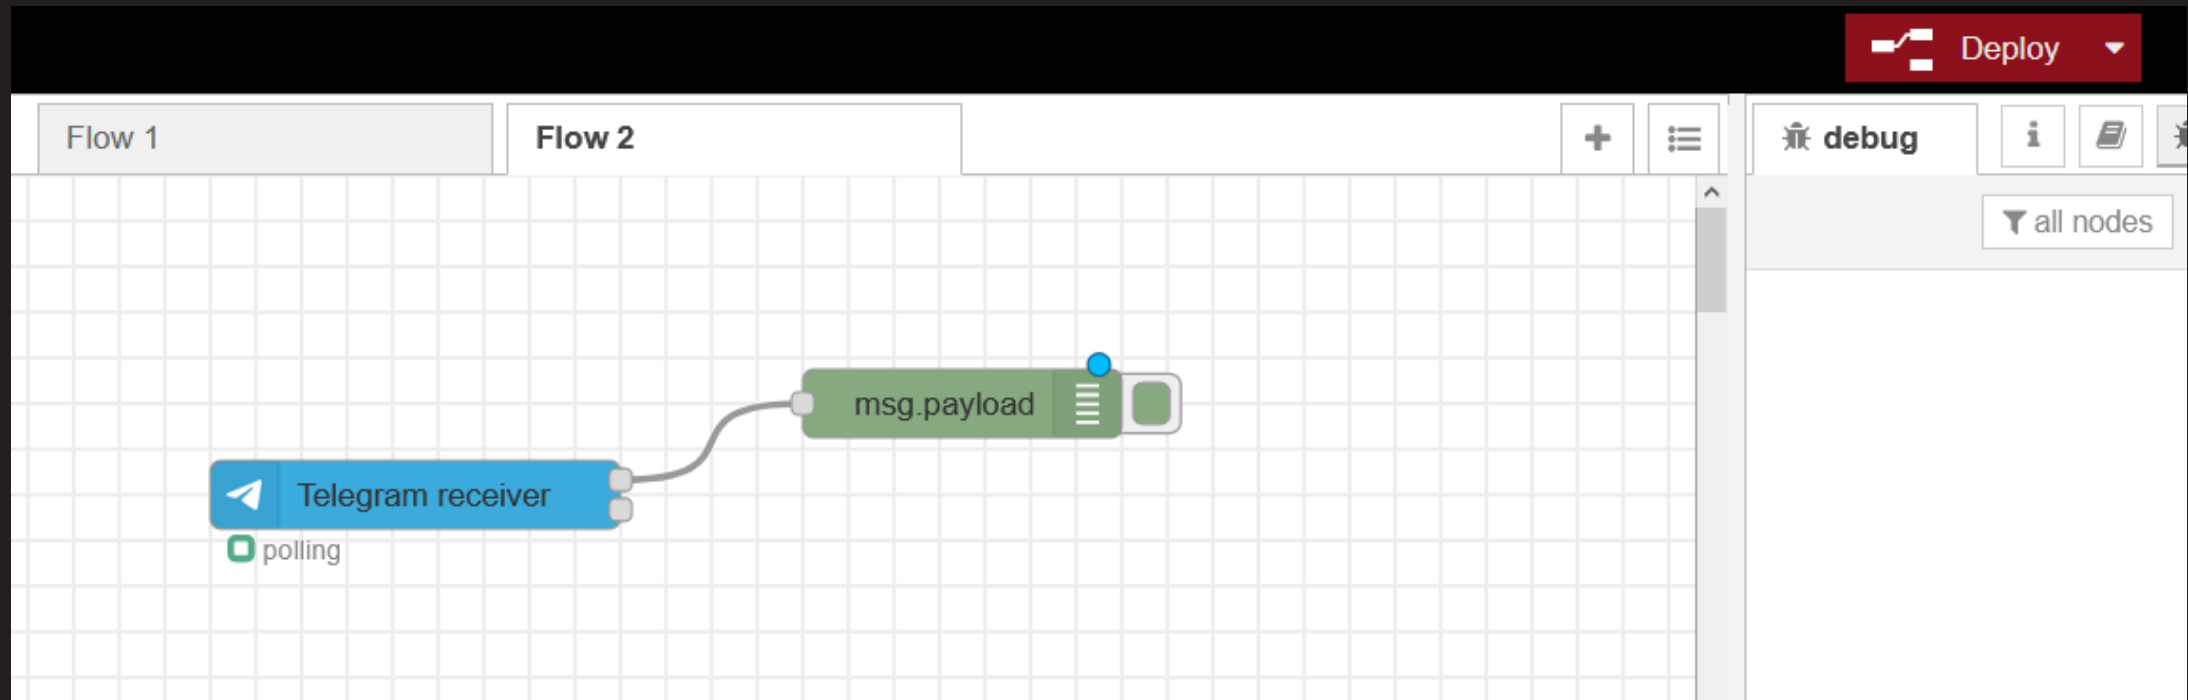 Deploy
Flow 1
Flow 2
debug
all nodes
msg.payload
Telegram receiver
polling